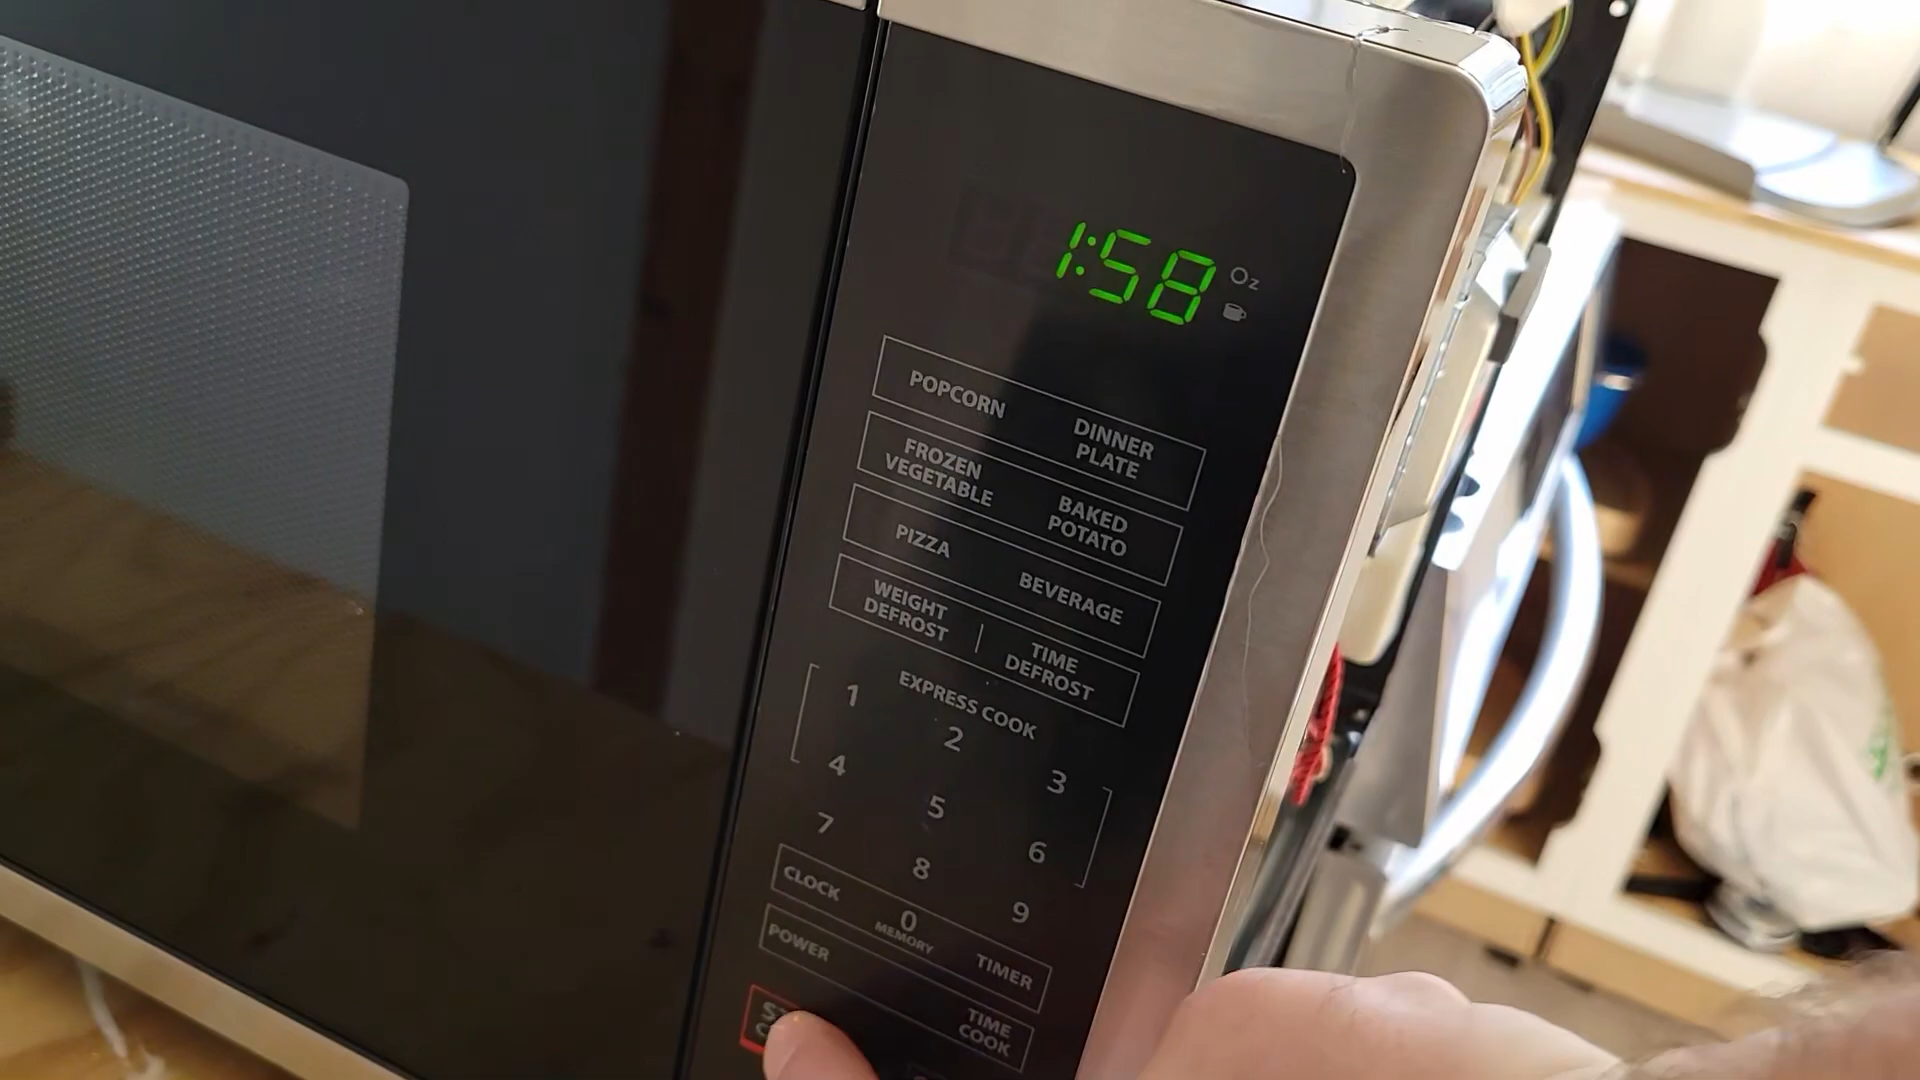 1:58
Oz
POPCORN
DINNER
PLATE
FROZEN
VEGETABLE
BAKED
POTATO
PIZZA
BEVERAGE
WEIGHT
DEFROST
TIME
DEFROST
EXPRESS COOK
1
2
3
4
5
6
7
8
9
CLOCK
0
MEMORY
TIMER
POWER
TIME
COOK